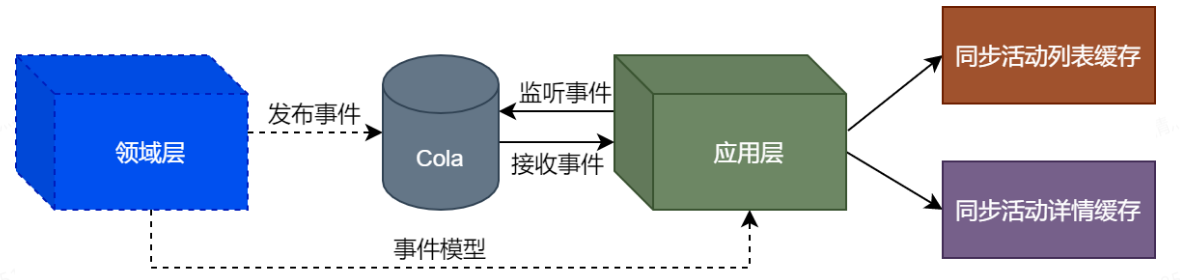 领域层
发布事件
Cola
监听事件
接收事件
应用层
同步活动列表缓存
同步活动详情缓存
事件模型